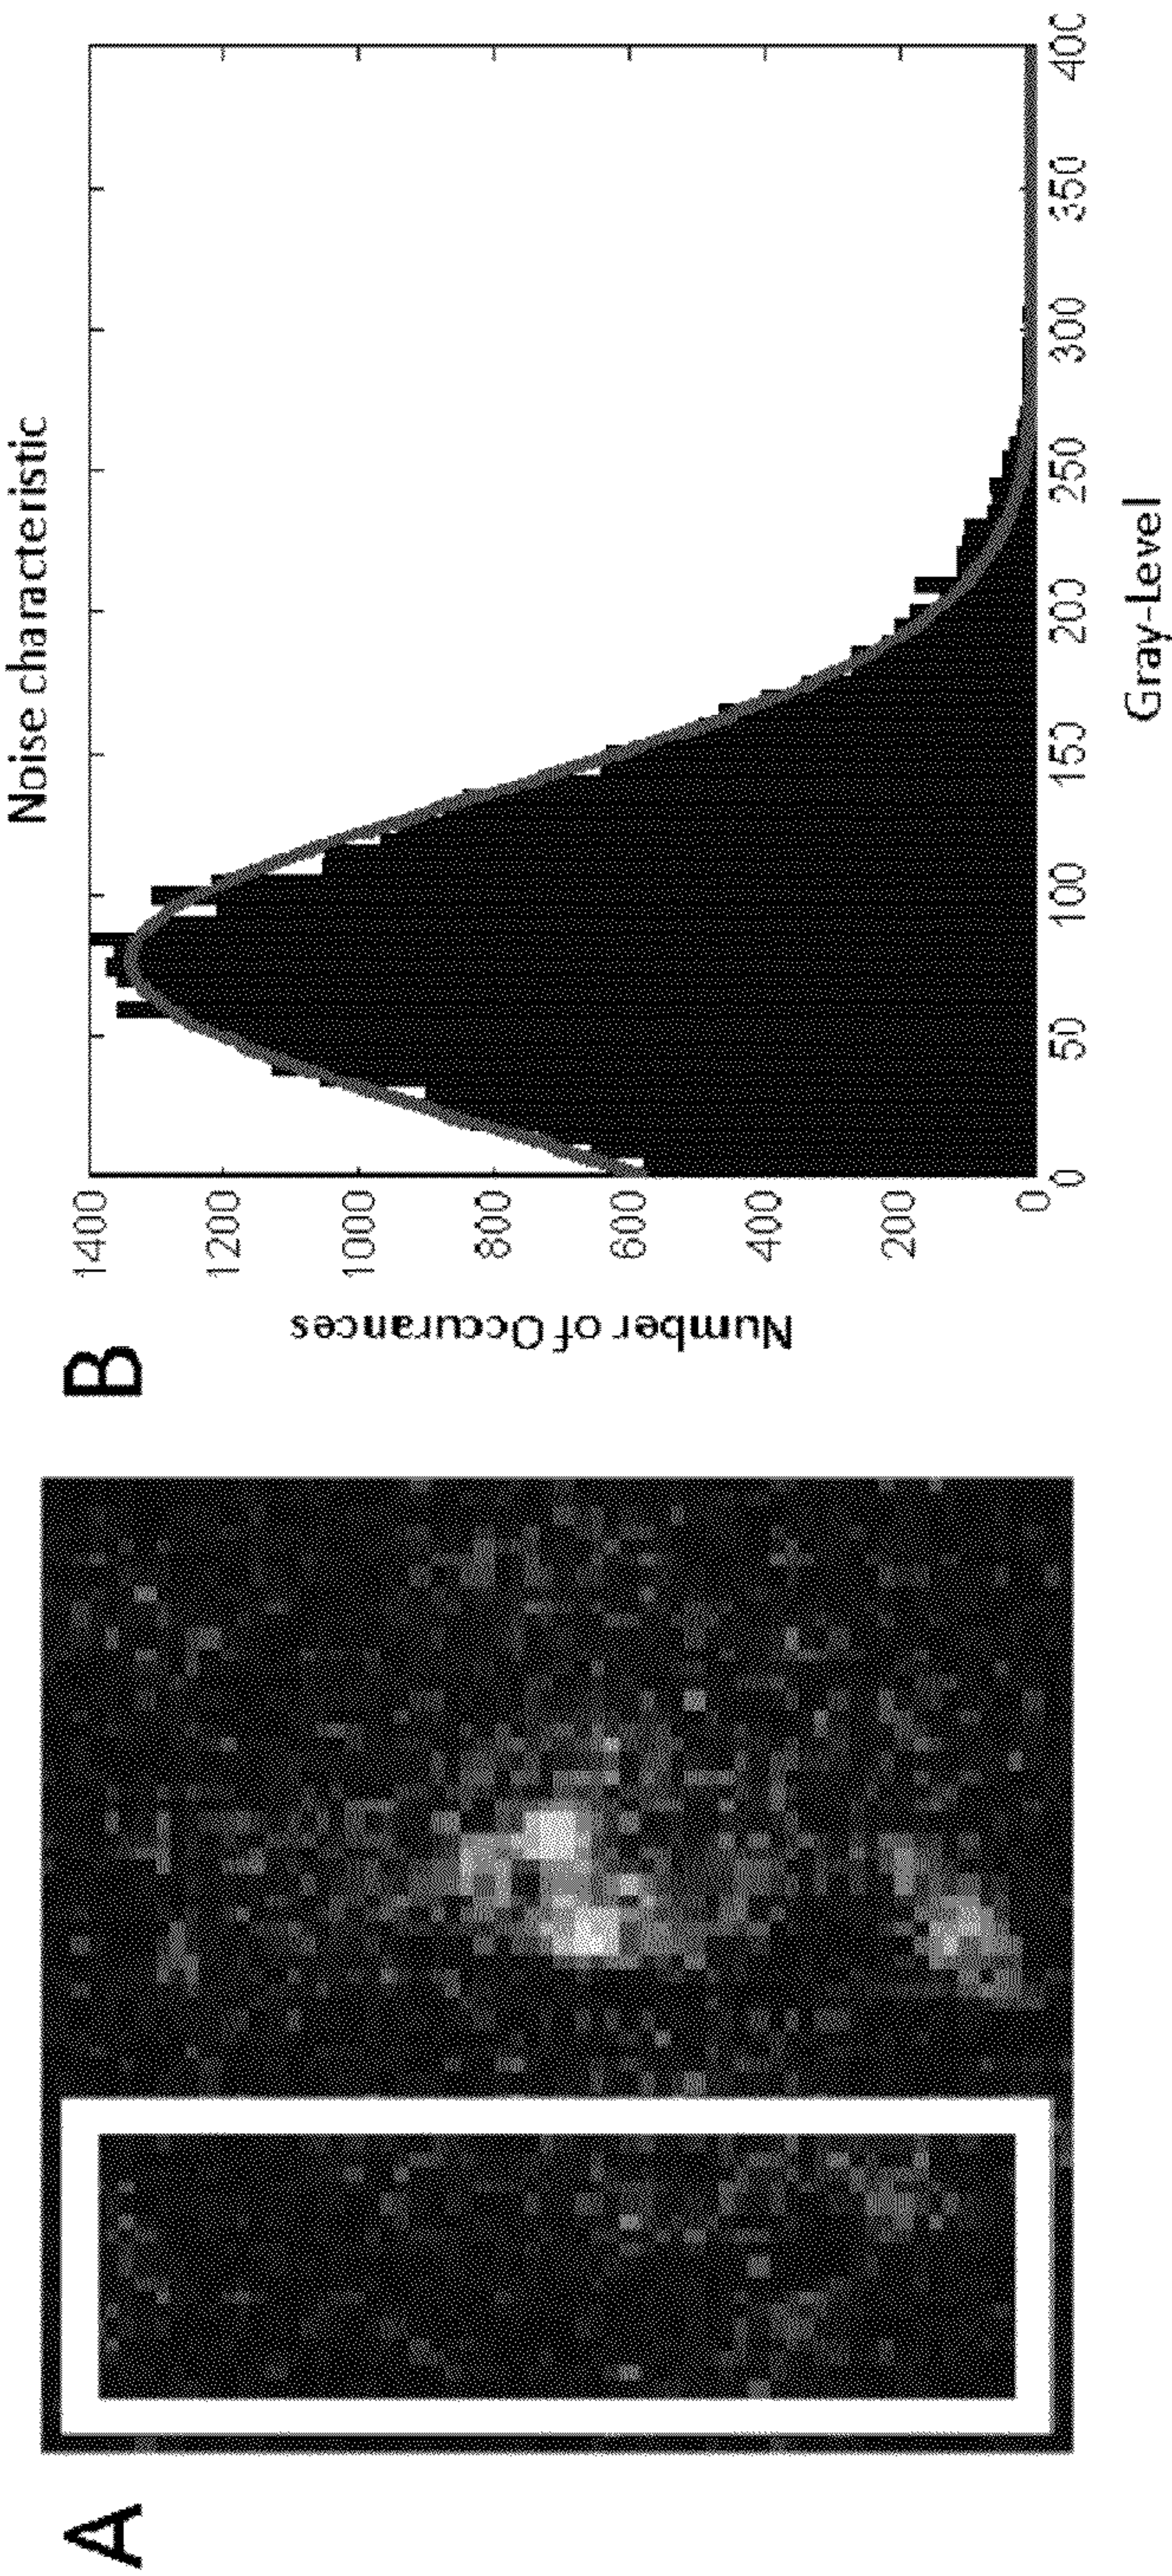 A
B
Noise characteristic
Number of Occurances
1400
1200
1000
800
600
400
200
0
0 50 100 150 200 250 300 350 400
Gray-Level